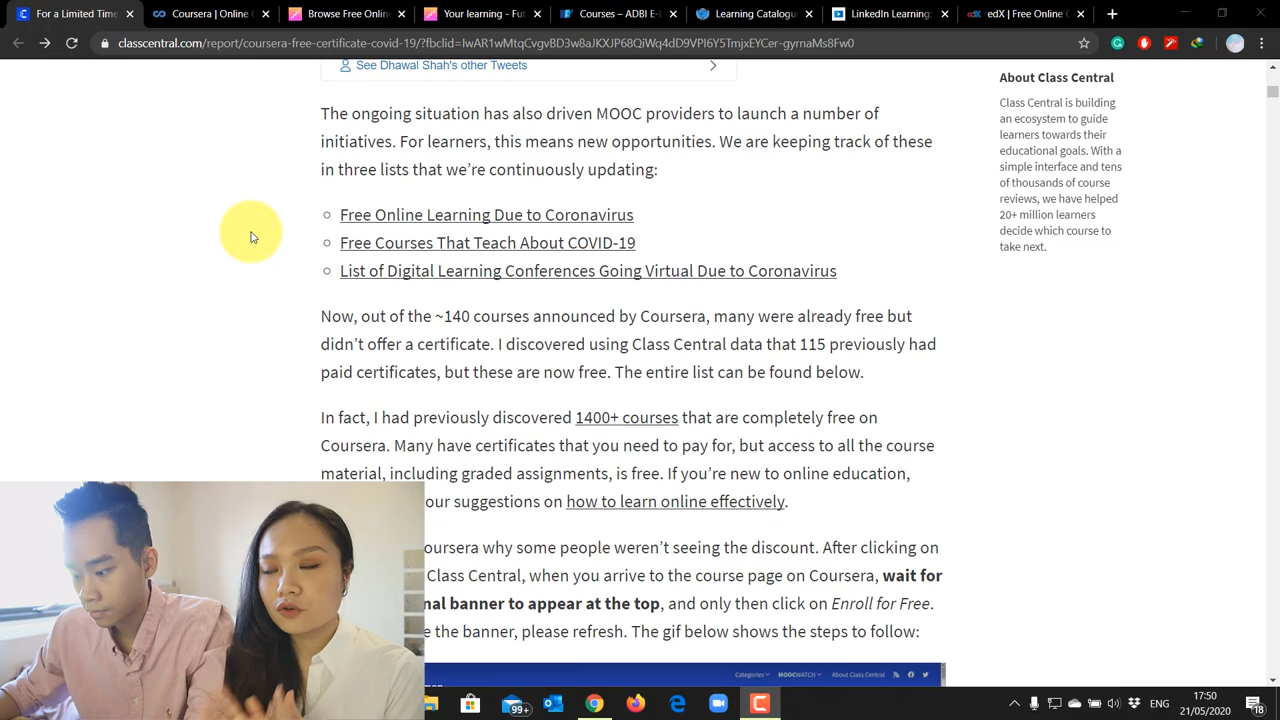 For a Limited Time
Coursera | Online C
Browse Free Online
Your learning - Fut
Courses – ADBI E-L
Learning Catalogue
LinkedIn Learning
edX | Free Online C
classcentral.com/report/coursera-free-certificate-covid-19/?fbclid=IwAR1wMtqCvgvBD3w8aJKXJP68QiWq4dD9VPI6Y5TmjxEYCer-gyrnaMs8Fw0
See Dhawal Shah's other Tweets
The ongoing situation has also driven MOOC providers to launch a number of
initiatives. For learners, this means new opportunities. We are keeping track of these
in three lists that we're continuously updating:
Free Online Learning Due to Coronavirus
Free Courses That Teach About COVID-19
List of Digital Learning Conferences Going Virtual Due to Coronavirus
Now, out of the ~140 courses announced by Coursera, many were already free but
didn't offer a certificate. I discovered using Class Central data that 115 previously had
paid certificates, but these are now free. The entire list can be found below.
In fact, I had previously discovered 1400+ courses that are completely free on
Coursera. Many have certificates that you need to pay for, but access to all the course
material, including graded assignments, is free. If you're new to online education,
our suggestions on how to learn online effectively.
oursera why some people weren't seeing the discount. After clicking on
Class Central, when you arrive to the course page on Coursera, wait for
nal banner to appear at the top, and only then click on Enroll for Free.
e the banner, please refresh. The gif below shows the steps to follow:
Categories
MOOCWATCH
About Class Central
About Class Central
Class Central is building
an ecosystem to guide
learners towards their
educational goals. With a
simple interface and tens
of thousands of course
reviews, we have helped
20+ million learners
decide which course to
take next.
99+
ENG
17:50
21/05/2020
18